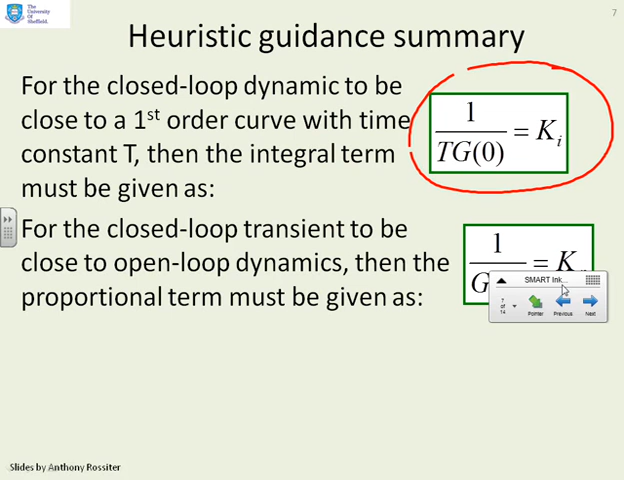 The
University
Of
Sheffield.
7
Heuristic guidance summary
For the closed-loop dynamic to be
close to a 1st order curve with time
constant T, then the integral term
must be given as:
1/TG(0) = Ki
For the closed-loop transient to be
close to open-loop dynamics, then the
proportional term must be given as:
1/G = K
SMART Ink...
7
of
14
Pointer
Previous
Next
Slides by Anthony Rossiter